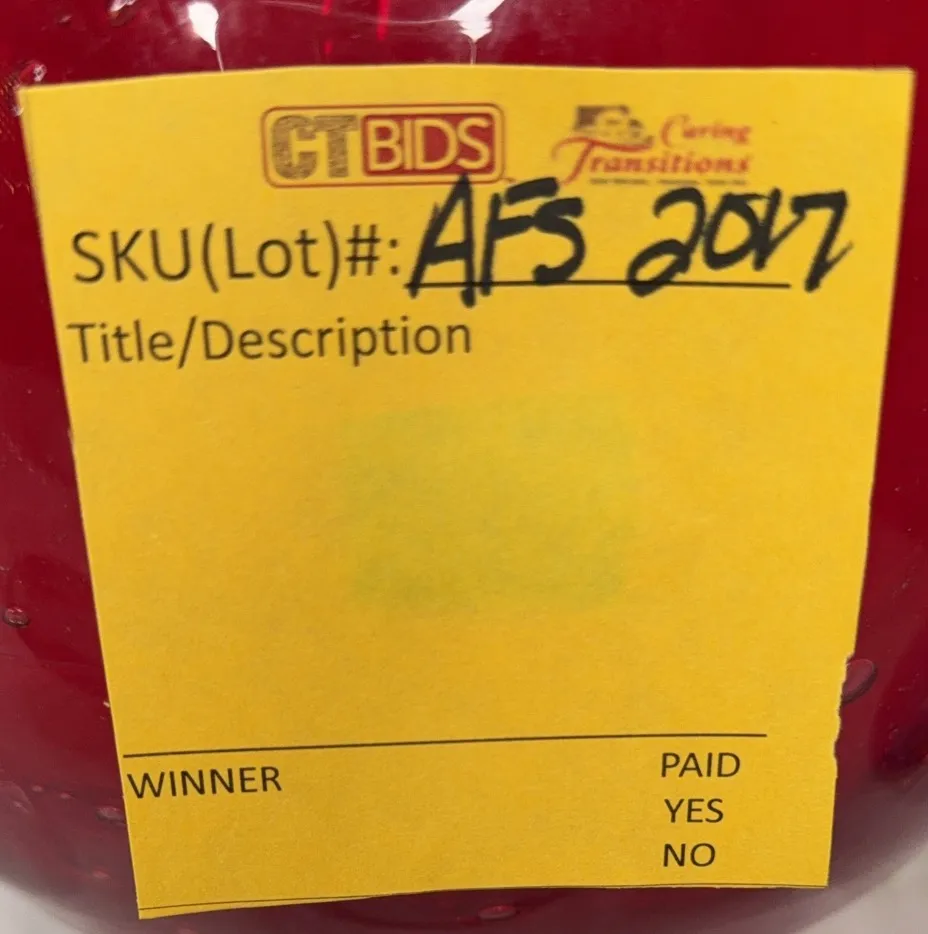 CTBIDS
Caring
Transitions
SKU(Lot)#: AFS 2017
Title/Description
WINNER
PAID
YES
NO